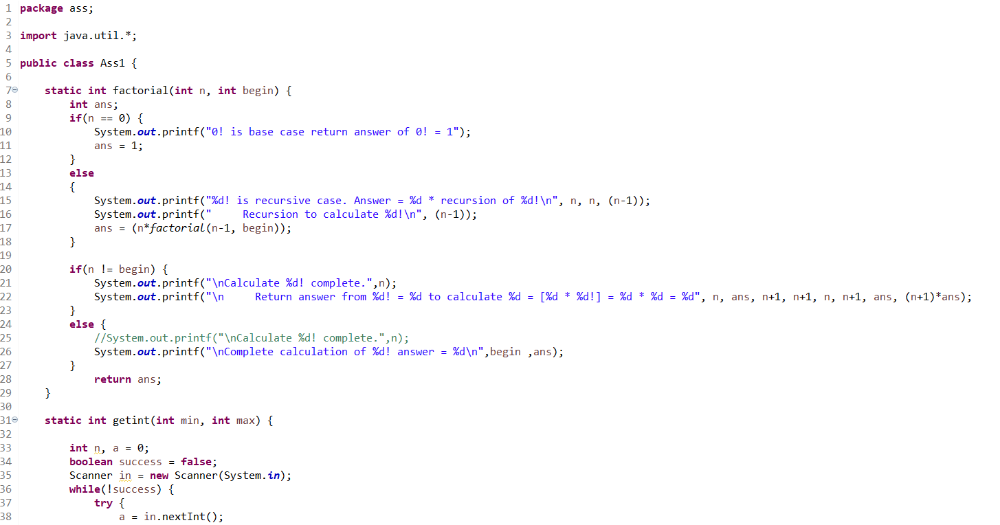 1 package ass;
2
3 import java.util.*;
4
5 public class Ass1 {
6
7 static int factorial(int n, int begin) {
8 int ans;
9 if(n == 0) {
10 System.out.printf("0! is base case return answer of 0! = 1");
11 ans = 1;
12 }
13 else
14 {
15 System.out.printf("%d! is recursive case. Answer = %d * recursion of %d!\n", n, n, (n-1));
16 System.out.printf("     Recursion to calculate %d!\n", (n-1));
17 ans = (n*factorial(n-1, begin));
18 }
19
20 if(n != begin) {
21 System.out.printf("\nCalculate %d! complete.",n);
22 System.out.printf("\n     Return answer from %d! = %d to calculate %d = [%d * %d!] = %d * %d = %d", n, ans, n+1, n+1, n, n+1, ans, (n+1)*ans);
23 }
24 else {
25 //System.out.printf("\nCalculate %d! complete.",n);
26 System.out.printf("\nComplete calculation of %d! answer = %d\n",begin ,ans);
27 }
28 return ans;
29 }
30
31 static int getint(int min, int max) {
32
33 int n, a = 0;
34 boolean success = false;
35 Scanner in = new Scanner(System.in);
36 while(!success) {
37 try {
38 a = in.nextInt();